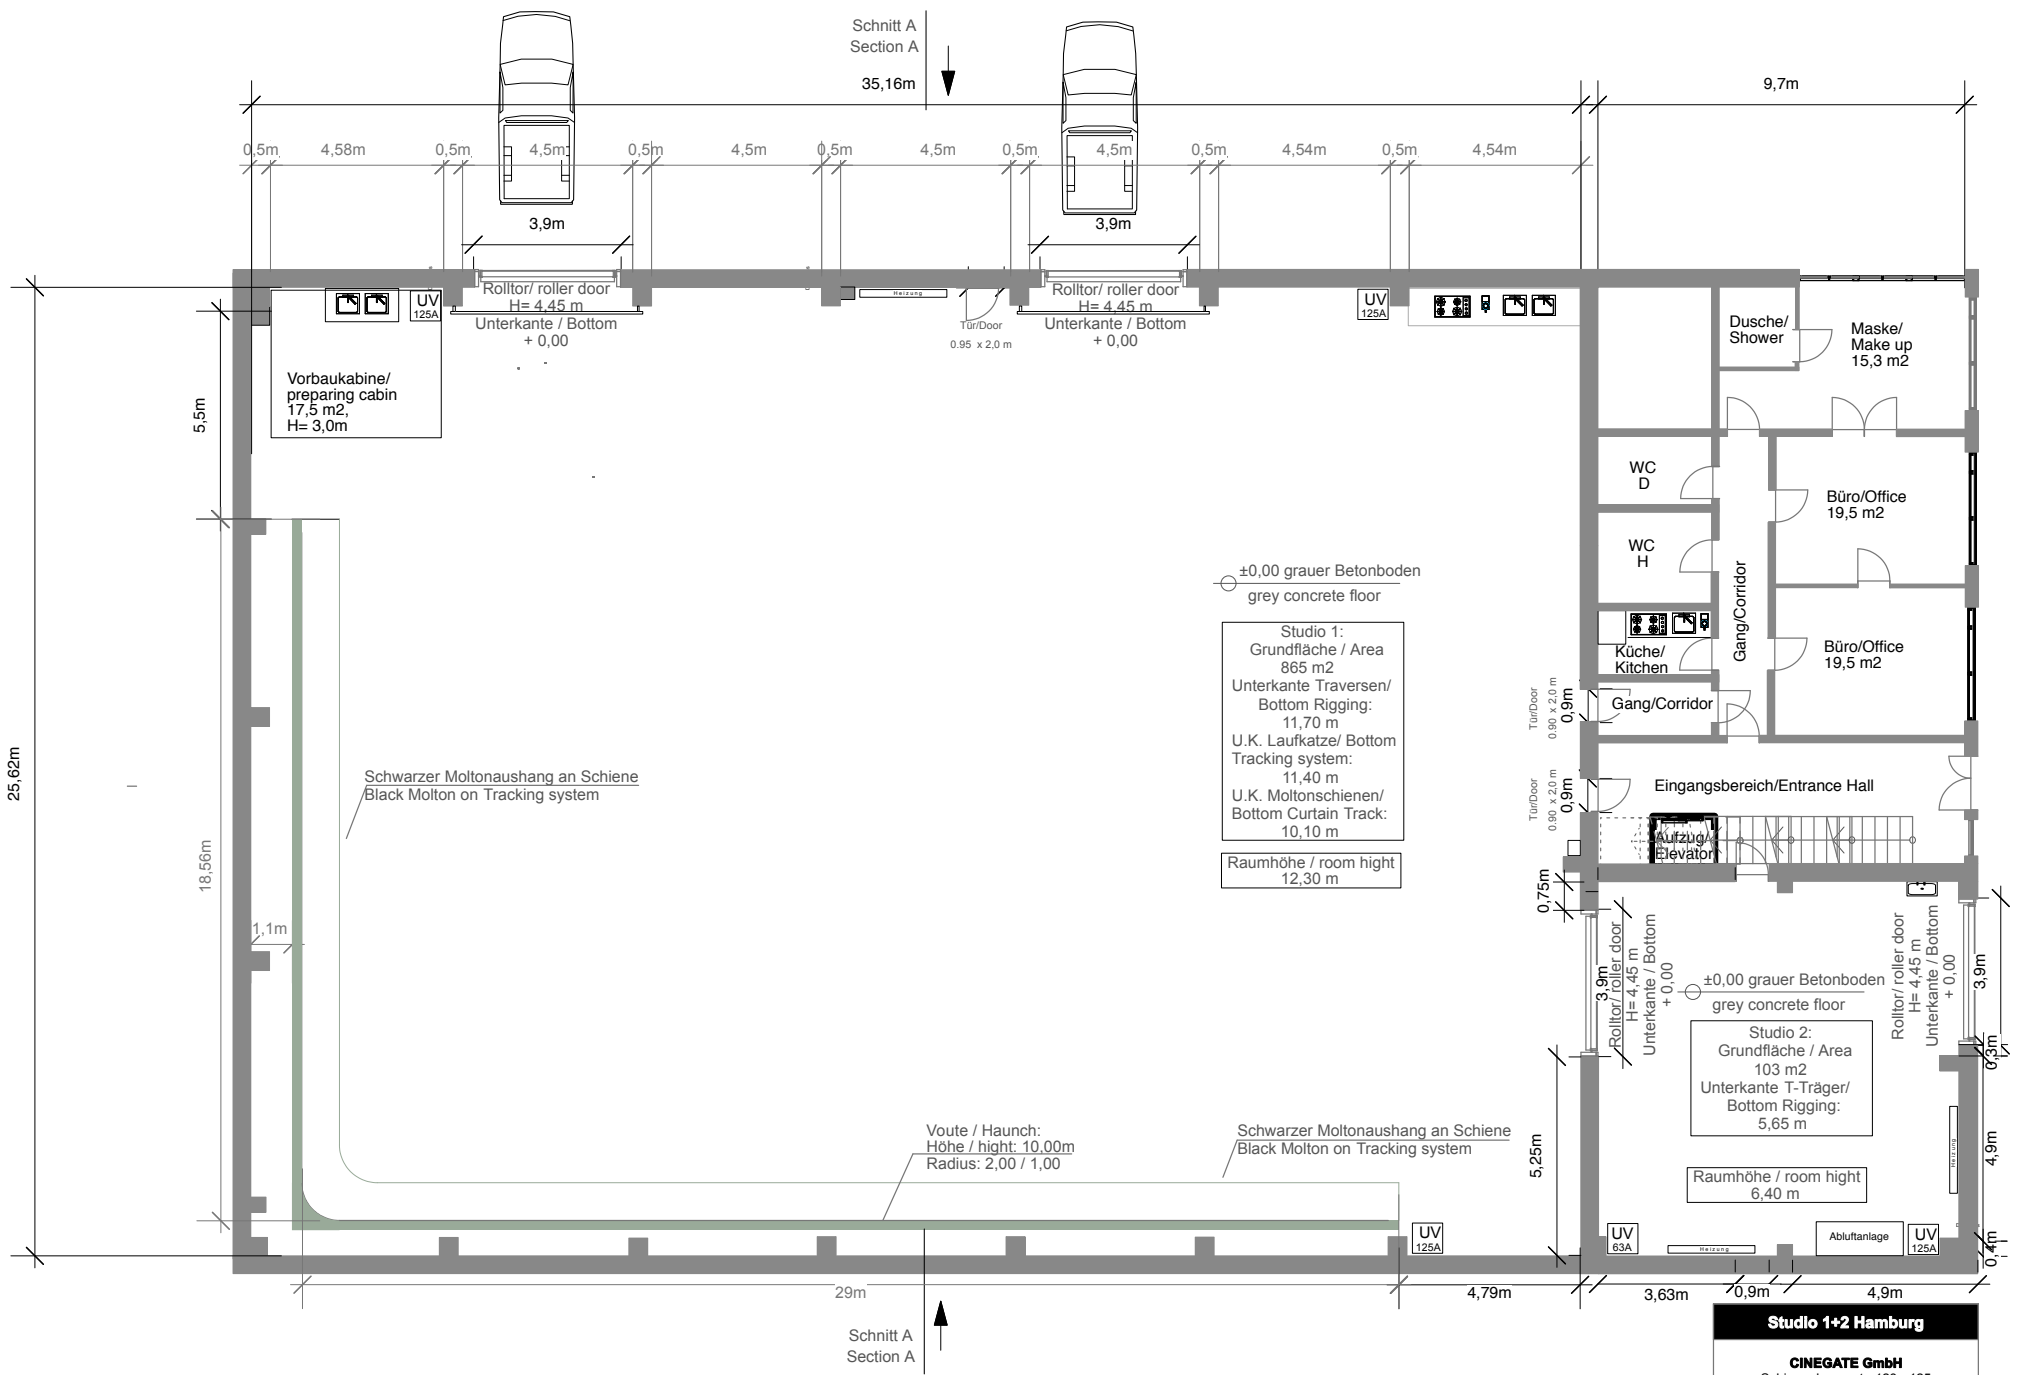 Schnitt A
Section A
35,16m
9,7m
0,5m
4,58m
0,5m
4,5m
0,5m
4,5m
0,5m
4,5m
0,5m
4,5m
0,5m
4,54m
0,5m
4,54m
3,9m
3,9m
Rolltor/ roller door
H= 4,45 m
Unterkante / Bottom
+ 0,00
UV
125A
Heizung
Tür/Door
0.95 x 2,0 m
Rolltor/ roller door
H= 4,45 m
Unterkante / Bottom
+ 0,00
UV
125A
Dusche/
Shower
Maske/
Make up
15,3 m2
Vorbaukabine/
preparing cabin
17,5 m2,
H= 3,0m
5,5m
25,62m
18,56m
1,1m
WC
D
WC
H
Büro/Office
19,5 m2
Büro/Office
19,5 m2
Gang/Corridor
Küche/
Kitchen
Gang/Corridor
Tür/Door
0.90 x 2,0 m
0,9m
Tür/Door
0.90 x 2,0 m
0,9m
Eingangsbereich/Entrance Hall
Aufzug/
Elevator
±0,00 grauer Betonboden
grey concrete floor
Studio 1:
Grundfläche / Area
865 m2
Unterkante Traversen/
Bottom Rigging:
11,70 m
U.K. Laufkatze/ Bottom
Tracking system:
11,40 m
U.K. Moltonschienen/
Bottom Curtain Track:
10,10 m
Raumhöhe / room hight
12,30 m
Schwarzer Moltonaushang an Schiene
Black Molton on Tracking system
0,75m
3,9m
Rolltor/ roller door
H= 4,45 m
Unterkante / Bottom
+ 0,00
Rolltor/ roller door
H= 4,45 m
Unterkante / Bottom
+ 0,00
3,9m
±0,00 grauer Betonboden
grey concrete floor
Studio 2:
Grundfläche / Area
103 m2
Unterkante T-Träger/
Bottom Rigging:
5,65 m
Raumhöhe / room hight
6,40 m
0,3m
4,9m
0,4m
Heizung
5,25m
Voute / Haunch:
Höhe / hight: 10,00m
Radius: 2,00 / 1,00
Schwarzer Moltonaushang an Schiene
Black Molton on Tracking system
UV
125A
UV
63A
Heizung
Abluftanlage
UV
125A
29m
4,79m
3,63m
0,9m
4,9m
Schnitt A
Section A
Studio 1+2 Hamburg
CINEGATE GmbH